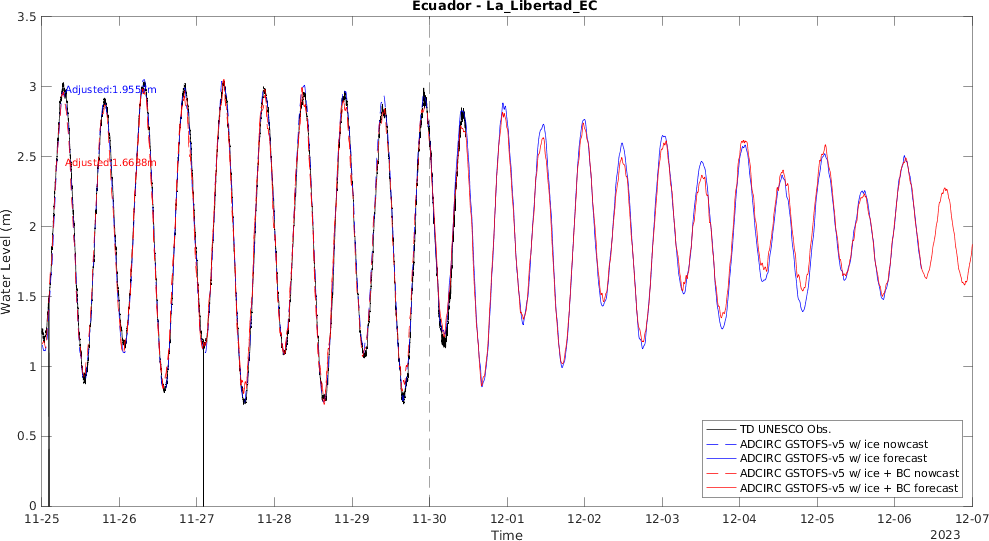 Ecuador - La_Libertad_EC
3.5
3
2.5
2
1.5
1
0.5
0
Water Level (m)
Adjusted:1.955
Adjusted:1.6638m
TD UNESCO Obs.
ADCIRC GSTOFS-v5 w/ ice nowcast
ADCIRC GSTOFS-v5 w/ ice forecast
ADCIRC GSTOFS-v5 w/ ice + BC nowcast
ADCIRC GSTOFS-v5 w/ ice + BC forecast
11-25 11-26 11-27 11-28 11-29 11-30 12-01 12-02 12-03 12-04 12-05 12-06 12-07
Time
2023